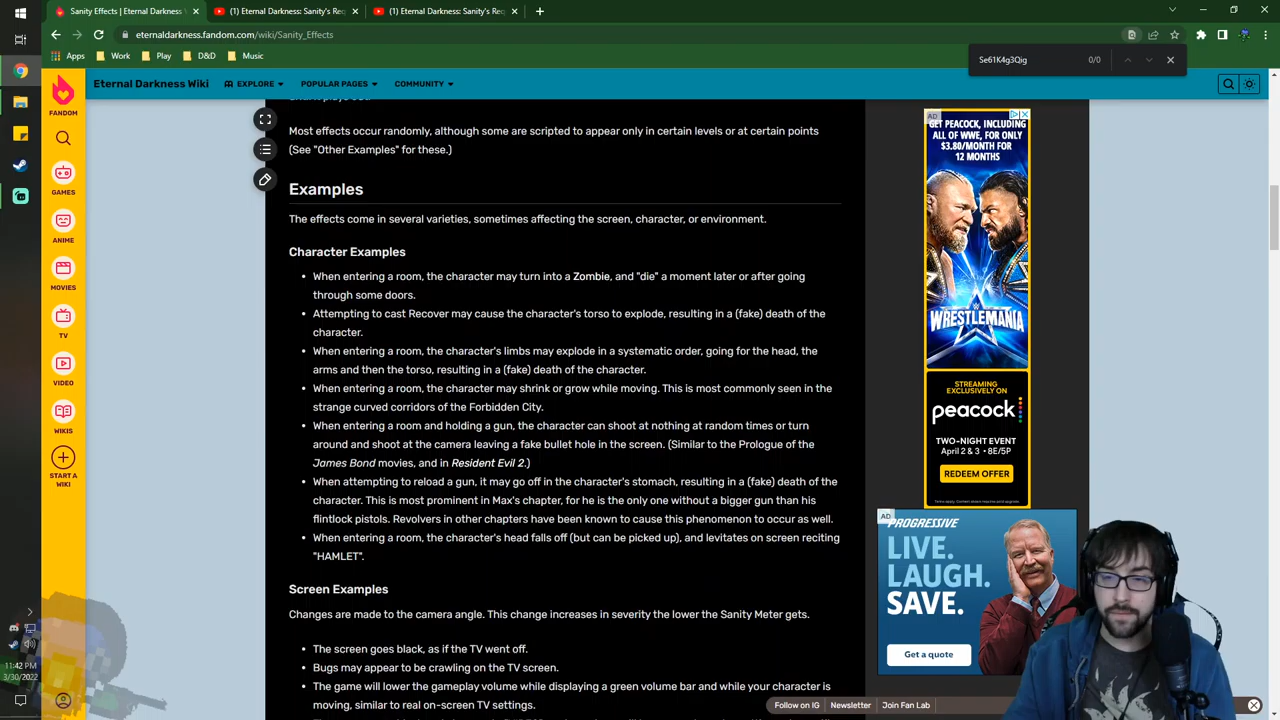 Sanity Effects | Eternal Darkness W
(1) Eternal Darkness: Sanity's Req
(1) Eternal Darkness: Sanity's Req
eternaldarkness.fandom.com/wiki/Sanity_Effects
Apps Work Play D&D Music
Se61K4g3Qig 0/0
Eternal Darkness Wiki EXPLORE POPULAR PAGES COMMUNITY
FANDOM
GAMES
ANIME
MOVIES
TV
VIDEO
WIKIS
START A
WIKI
Most effects occur randomly, although some are scripted to appear only in certain levels or at certain points
(See "Other Examples" for these.)
Examples
The effects come in several varieties, sometimes affecting the screen, character, or environment.
Character Examples
When entering a room, the character may turn into a Zombie, and "die" a moment later or after going
through some doors.
Attempting to cast Recover may cause the character's torso to explode, resulting in a (fake) death of the
character.
When entering a room, the character's limbs may explode in a systematic order, going for the head, the
arms and then the torso, resulting in a (fake) death of the character.
When entering a room, the character may shrink or grow while moving. This is most commonly seen in the
strange curved corridors of the Forbidden City.
When entering a room and holding a gun, the character can shoot at nothing at random times or turn
around and shoot at the camera leaving a fake bullet hole in the screen. (Similar to the Prologue of the
James Bond movies, and in Resident Evil 2.)
When attempting to reload a gun, it may go off in the character's stomach, resulting in a (fake) death of the
character. This is most prominent in Max's chapter, for he is the only one without a bigger gun than his
flintlock pistols. Revolvers in other chapters have been known to cause this phenomenon to occur as well.
When entering a room, the character's head falls off (but can be picked up), and levitates on screen reciting
"HAMLET".
Screen Examples
Changes are made to the camera angle. This change increases in severity the lower the Sanity Meter gets.
The screen goes black, as if the TV went off.
Bugs may appear to be crawling on the TV screen.
The game will lower the gameplay volume while displaying a green volume bar and while your character is
moving, similar to real on-screen TV settings.
AD
GET PEACOCK, INCLUDING
ALL OF WWE, FOR ONLY
$3.80/MONTH FOR
12 MONTHS
WRESTLEMANIA
STREAMING
EXCLUSIVELY ON
peacock
TWO-NIGHT EVENT
April 2 & 3 • 8E/5P
REDEEM OFFER
AD
PROGRESSIVE
LIVE.
LAUGH.
SAVE.
Get a quote
Follow on IG Newsletter Join Fan Lab
3:42 PM
3/30/2022